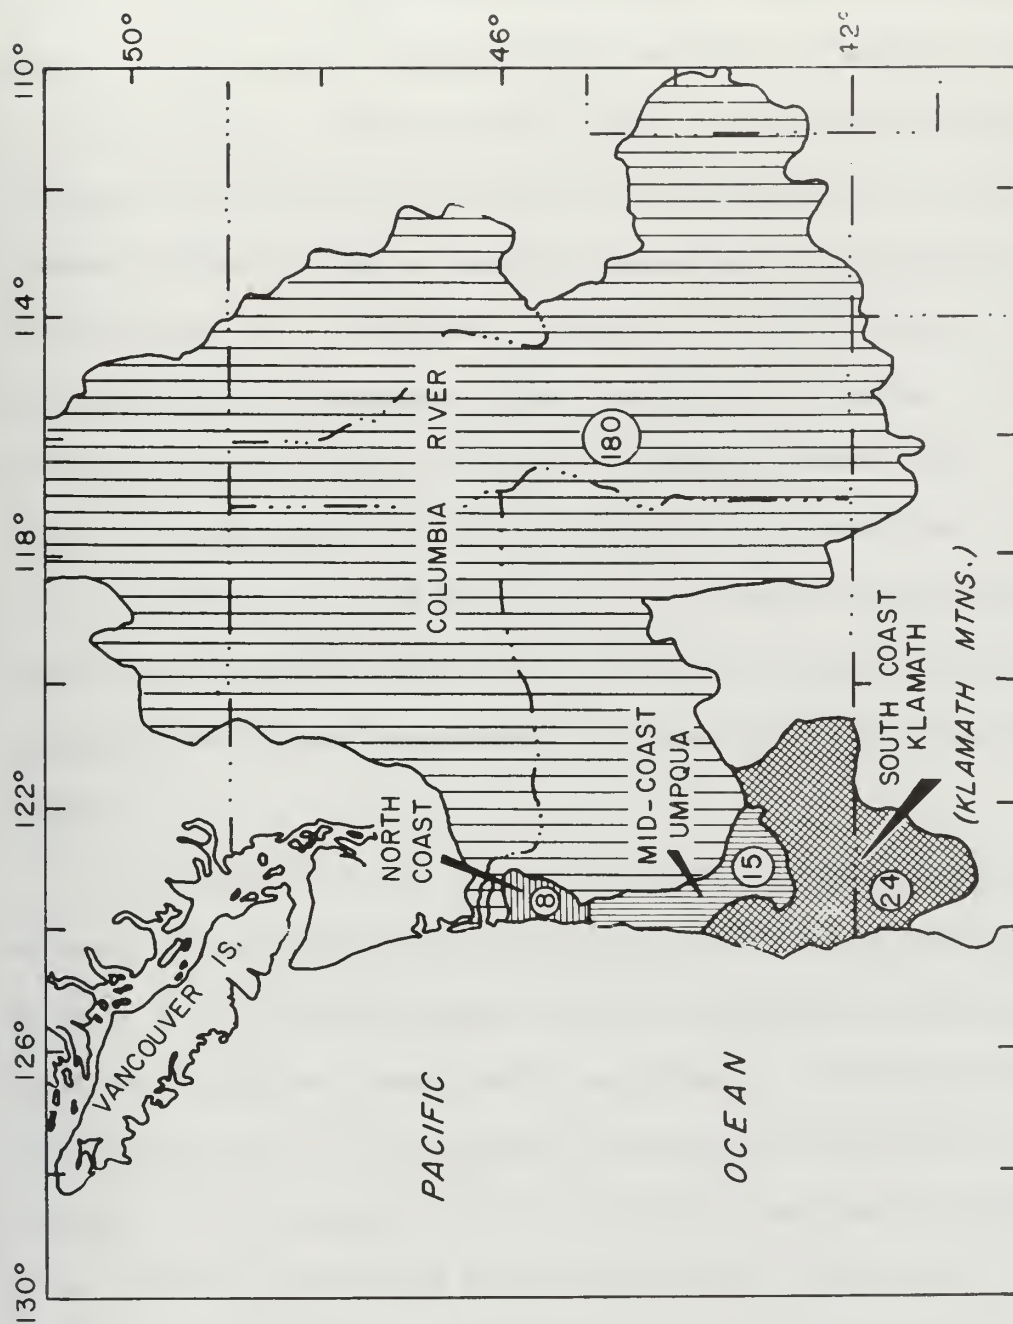 130°
126°
122°
118°
114°
110°
50°
46°
42°
VANCOUVER IS.
PACIFIC
OCEAN
NORTH
COAST
COLUMBIA RIVER
MID-COAST
UMPQUA
SOUTH COAST
KLAMATH
(KLAMATH MTNS.)
8
15
24
180